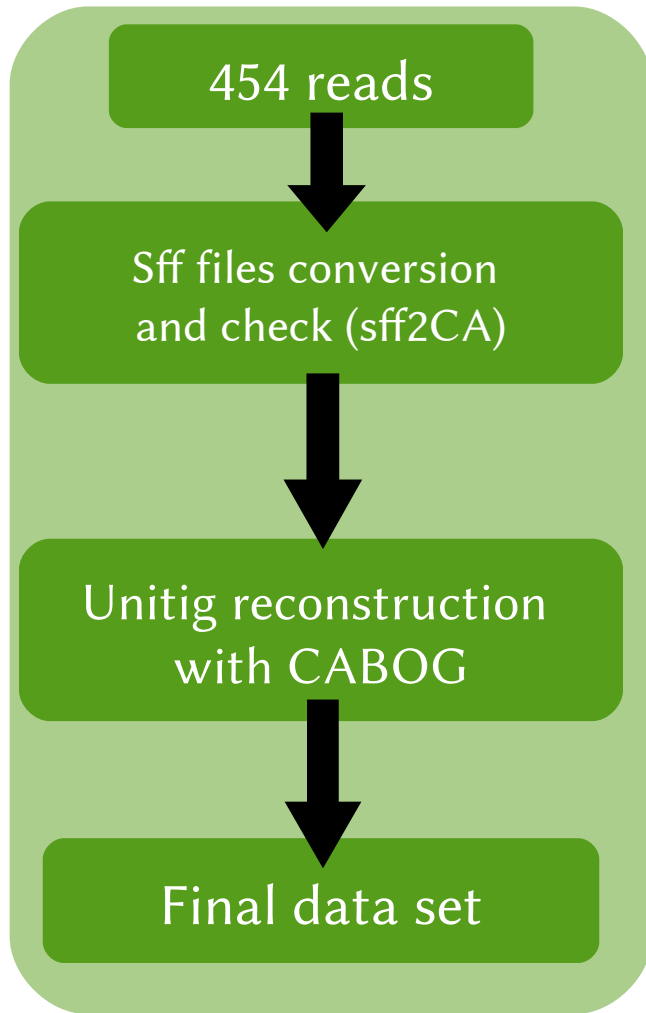 454 reads
Sff files conversion
and check (sff2CA)
Unitig reconstruction
with CABOG
Final data set